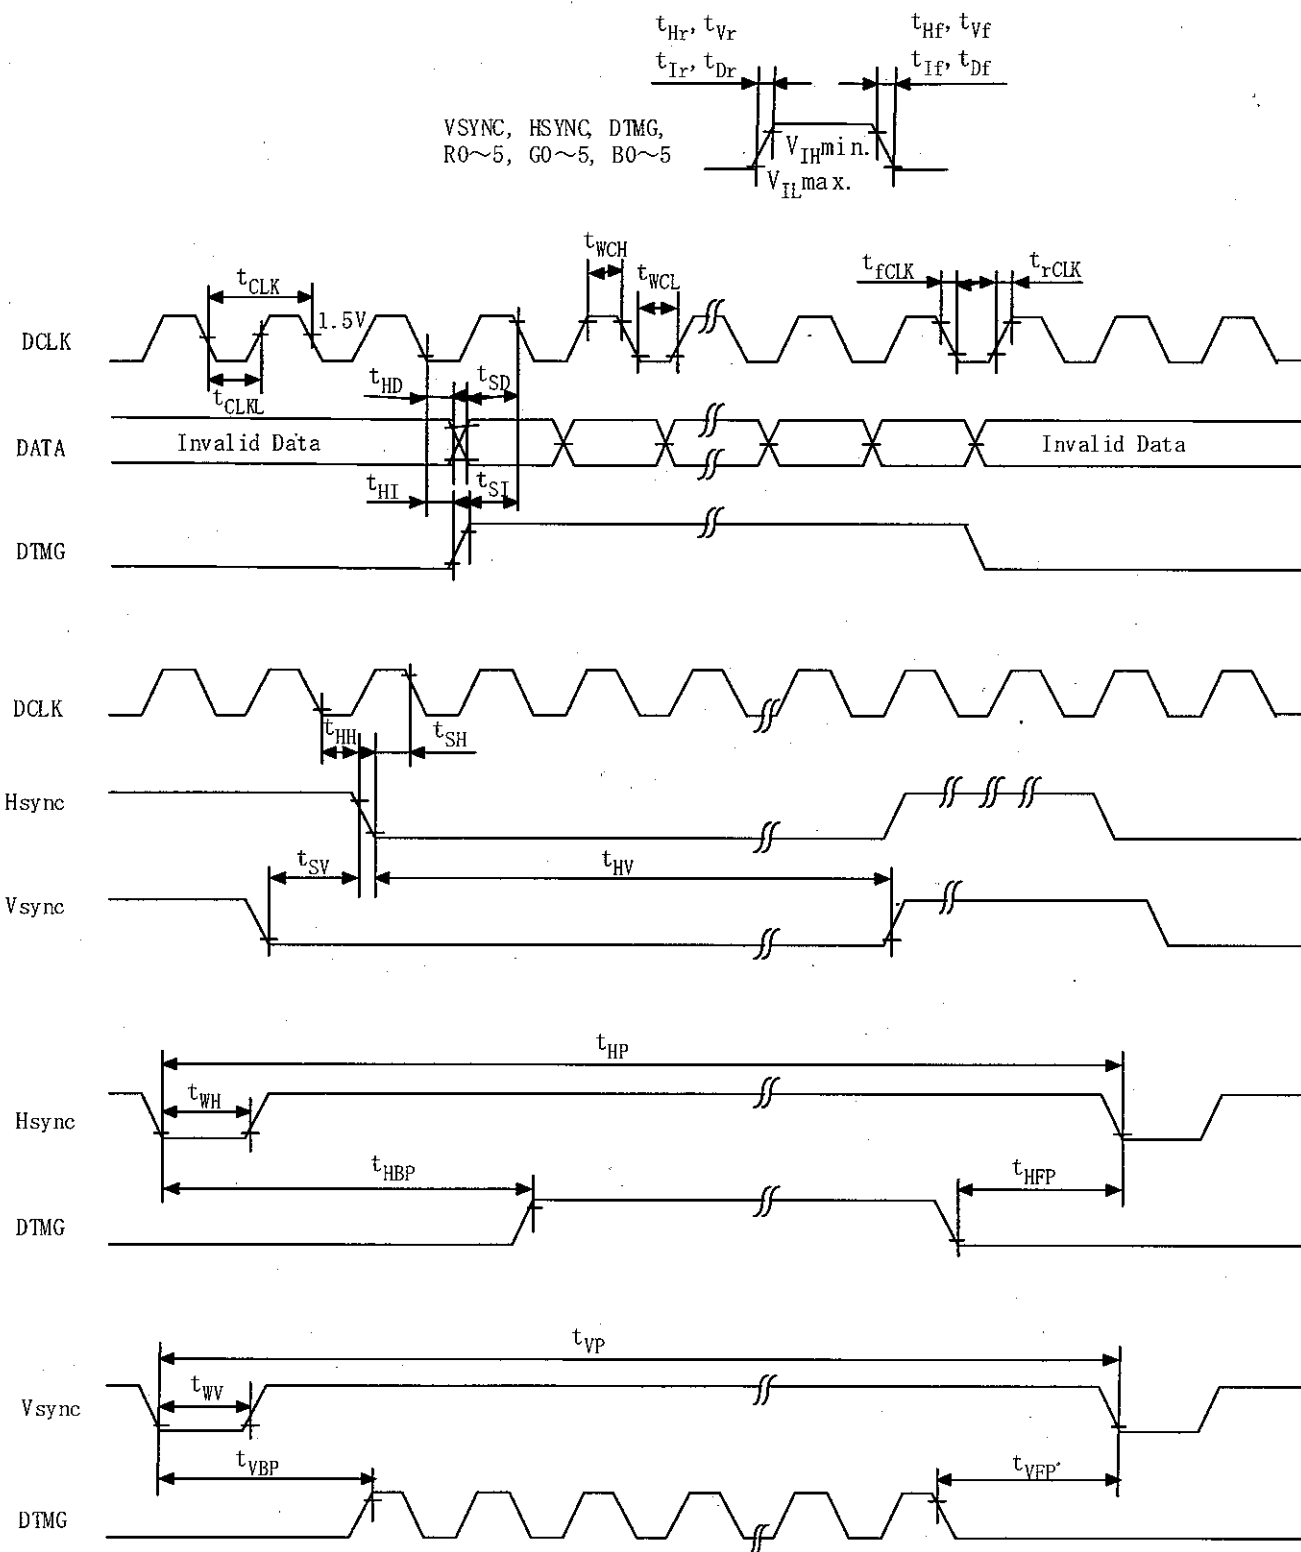 tHr, tVr
tIr, tDr
tHf, tVf
tIf, tDf
VSYNC, HSYNC, DTMG,
R0～5, G0～5, B0～5
VIHmin.
VILmax.
tCLK
1.5V
tWCH
tWCL
tfCLK
trCLK
DCLK
tCLKL
tHD
tSD
DATA
Invalid Data
Invalid Data
tHI
tSI
DTMG
DCLK
tHH
tSH
Hsync
tSV
tHV
Vsync
tHP
tWH
Hsync
tHBP
tHFP
DTMG
tVP
tWV
Vsync
tVBP
tVFP
DTMG